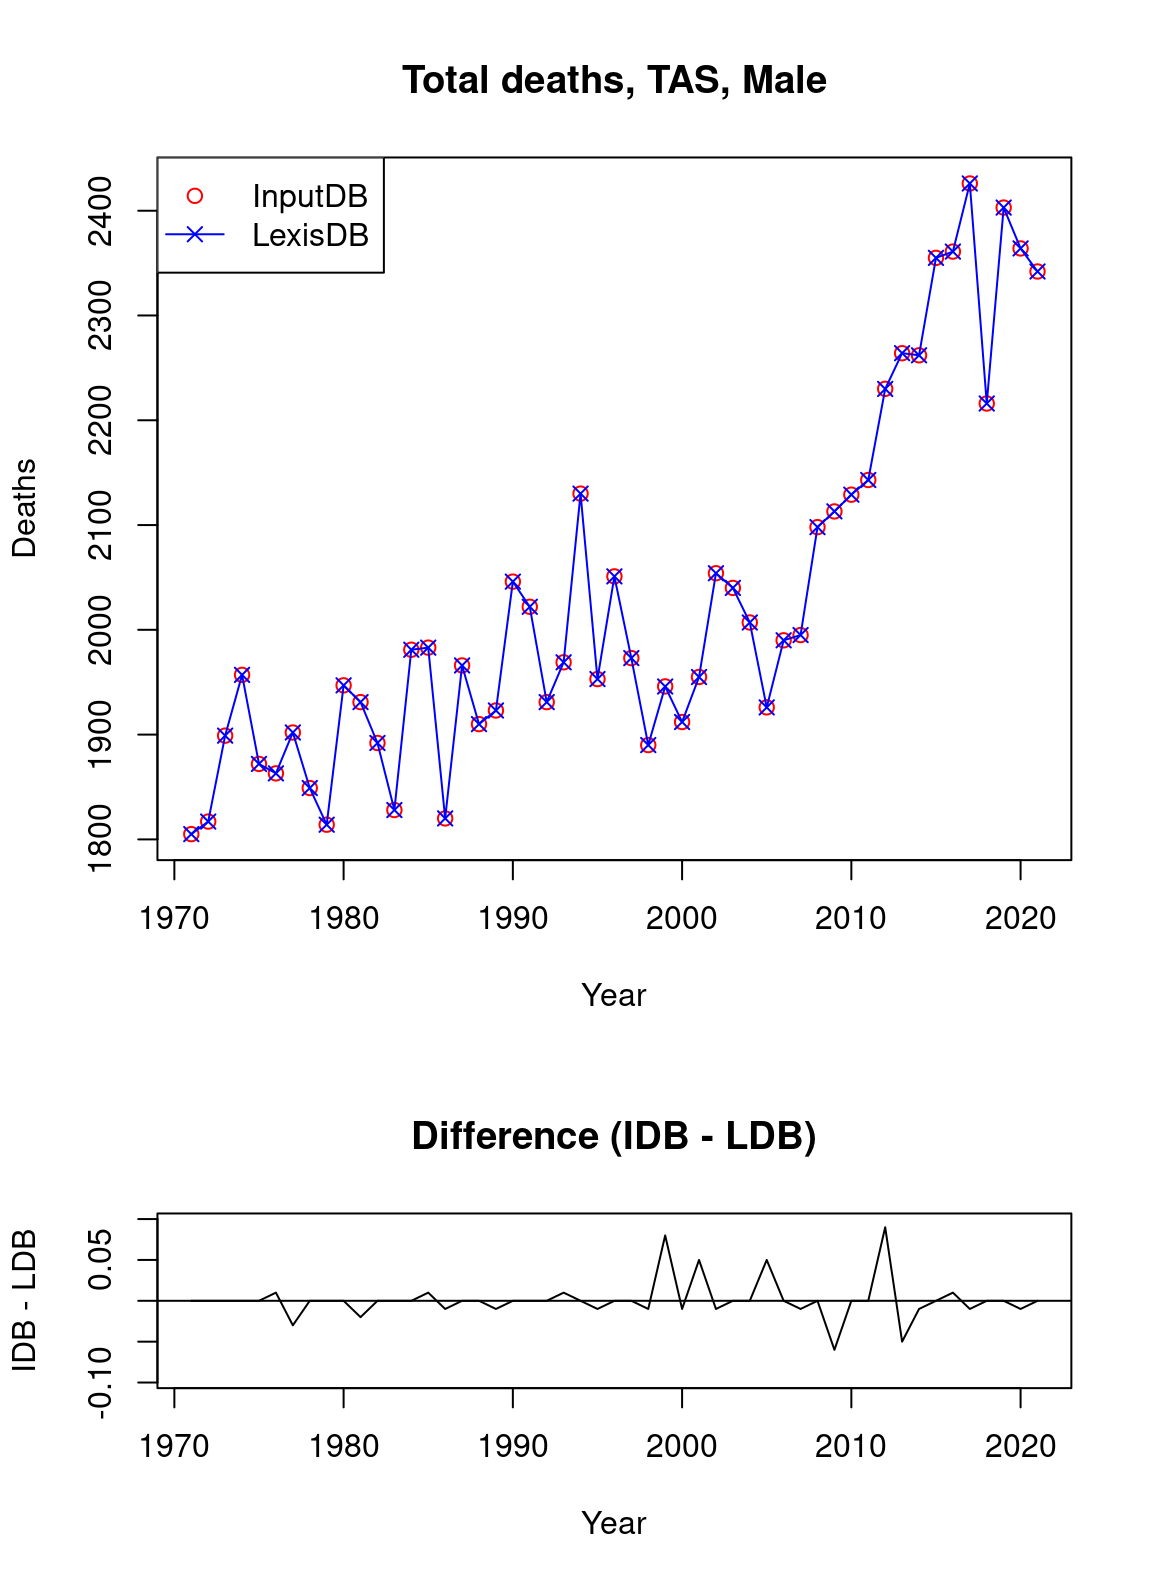 Total deaths, TAS, Male
InputDB
LexisDB
Deaths
2400
2300
2200
2100
2000
1900
1800
1970 1980 1990 2000 2010 2020
Year
Difference (IDB - LDB)
IDB - LDB
0.05
-0.10
1970 1980 1990 2000 2010 2020
Year